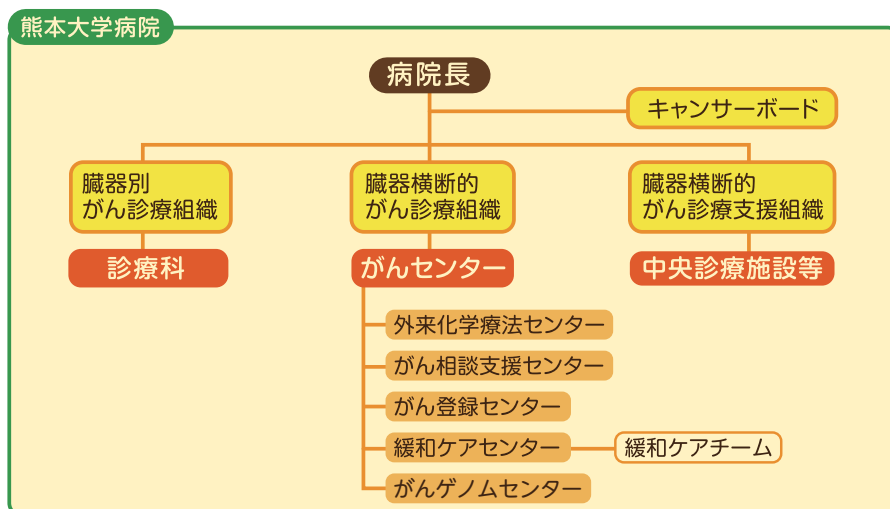 熊本大学病院
病院長
キャンサーボード
臓器別
がん診療組織
臓器横断的
がん診療組織
臓器横断的
がん診療支援組織
診療科
がんセンター
中央診療施設等
外来化学療法センター
がん相談支援センター
がん登録センター
緩和ケアセンター
緩和ケアチーム
がんゲノムセンター